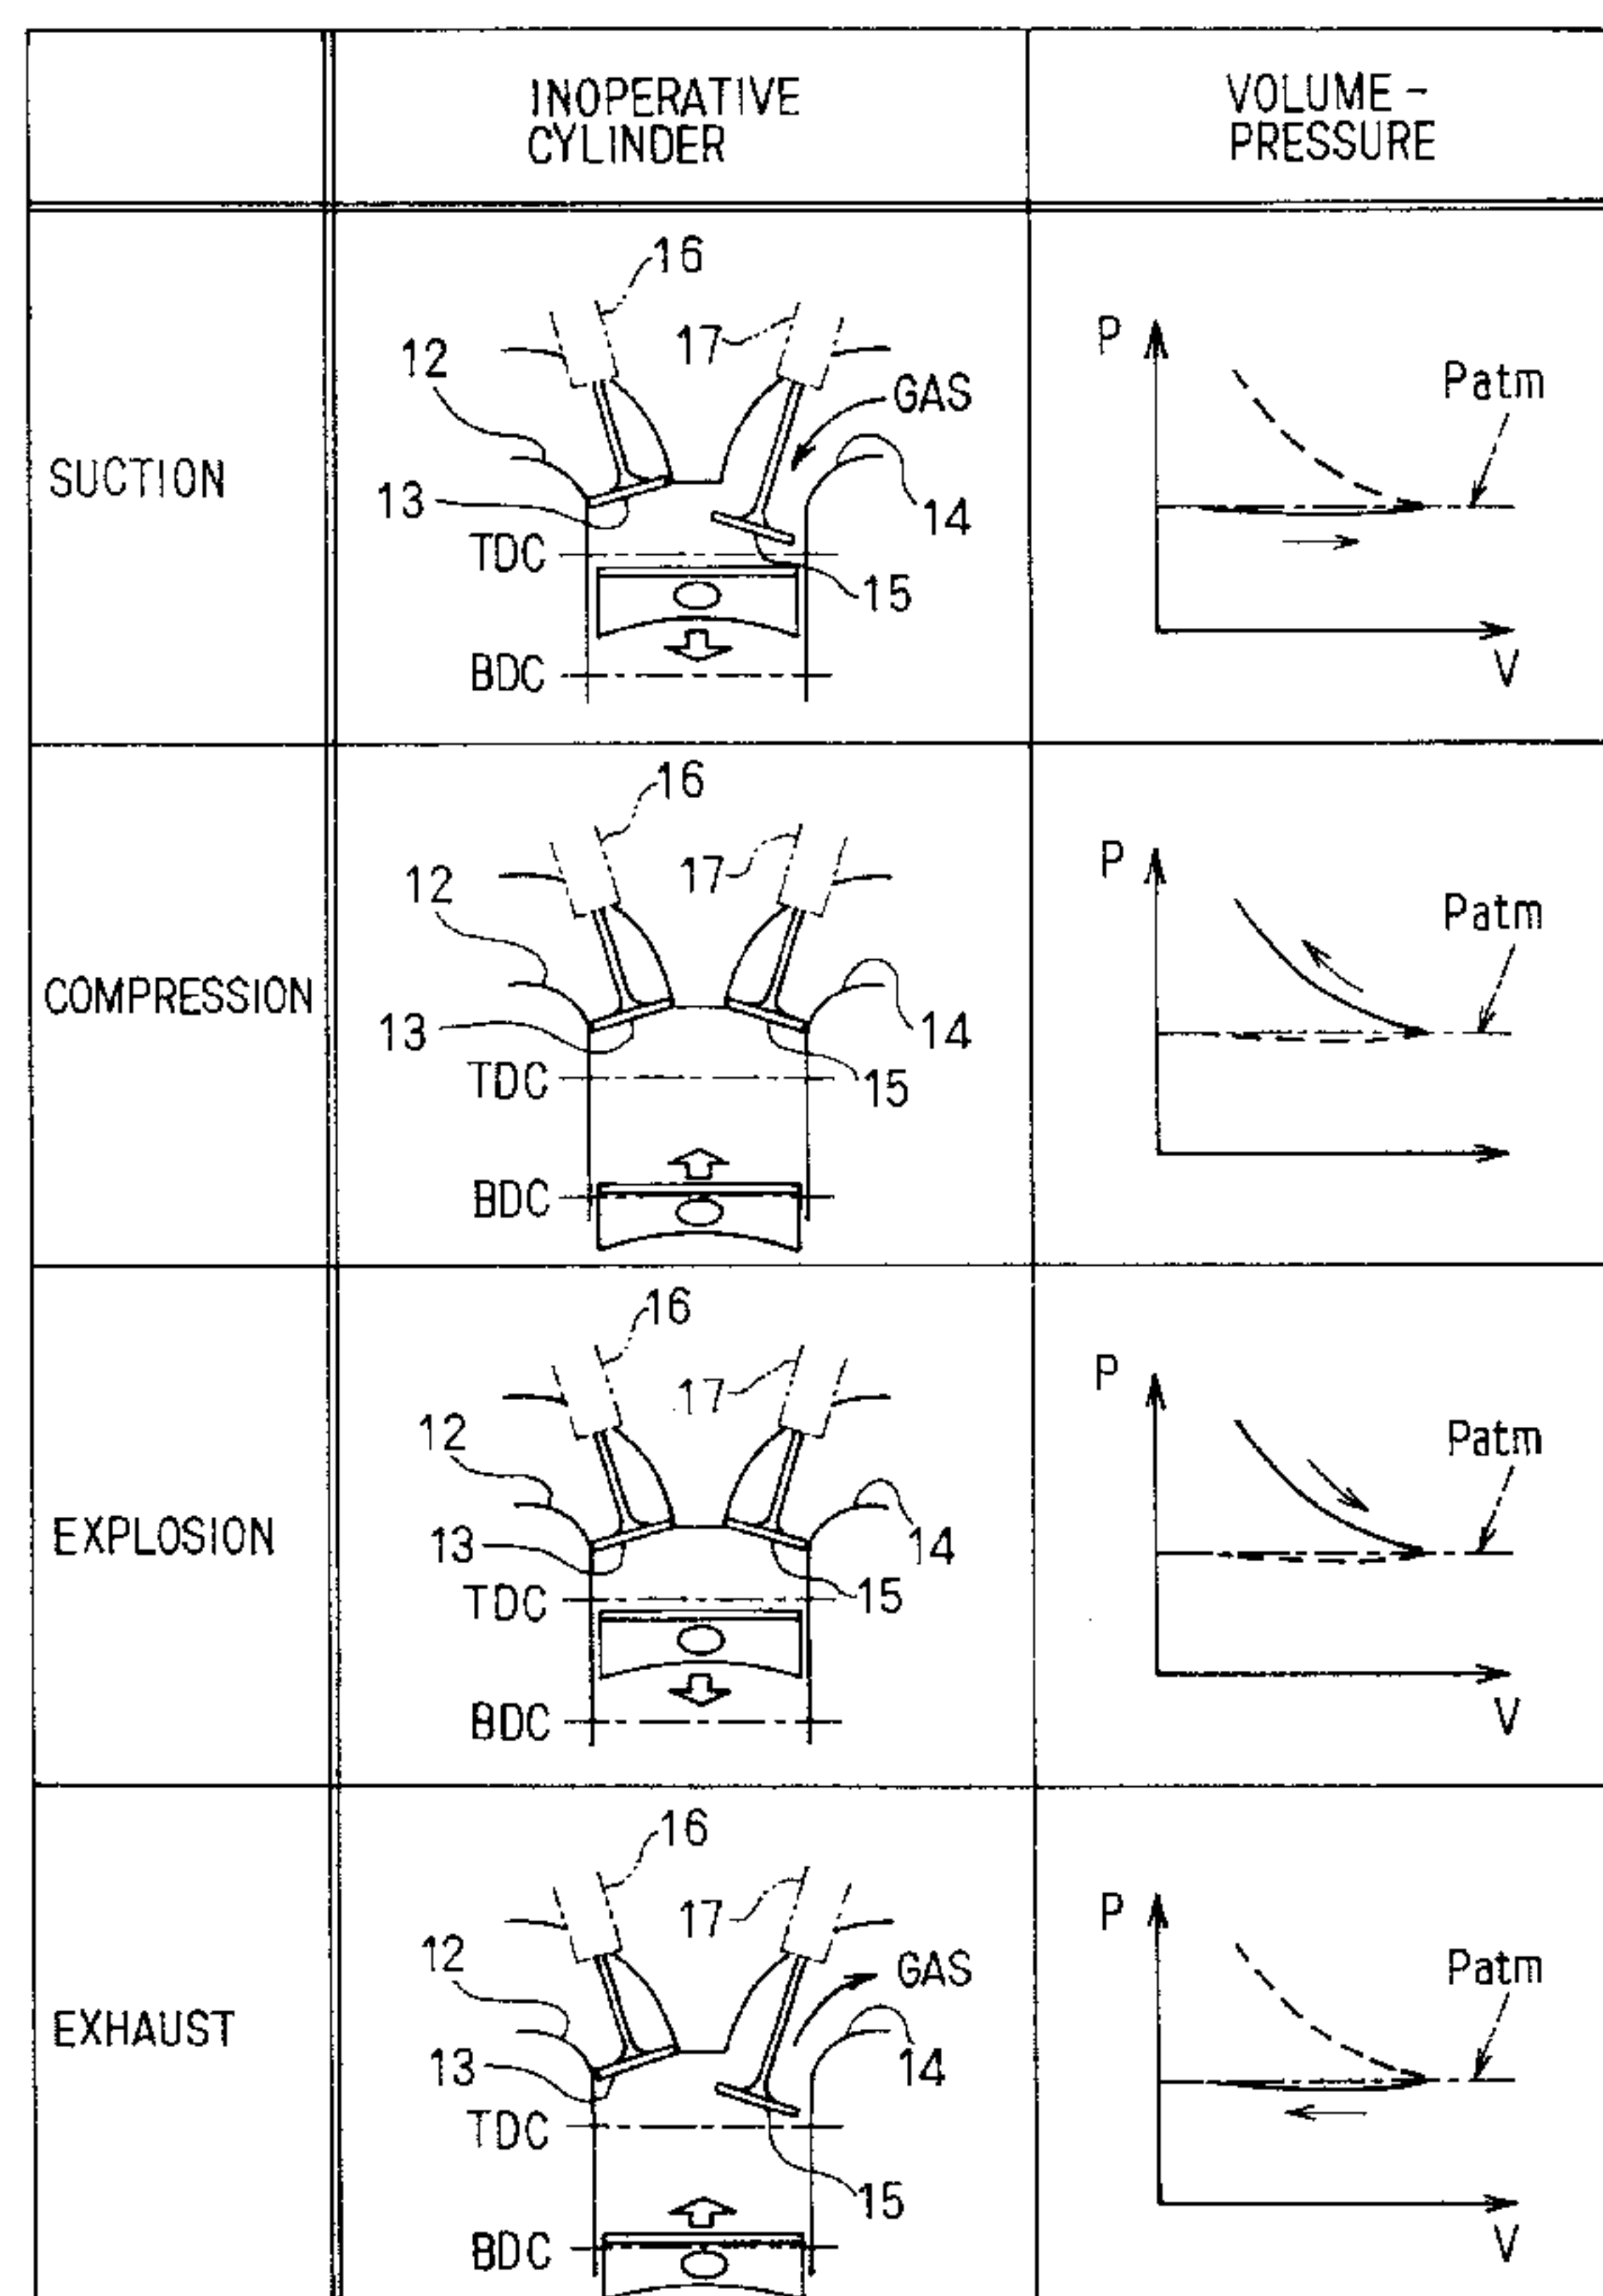 INOPERATIVE
CYLINDER
VOLUME -
PRESSURE
SUCTION
16
12
17
GAS
13
14
TDC
15
BDC
P
Patm
V
COMPRESSION
16
12
17
13
14
TDC
15
BDC
P
Patm
EXPLOSION
16
12
17
13
14
TDC
15
BDC
P
Patm
V
EXHAUST
16
12
17
GAS
13
14
TDC
15
BDC
P
Patm
V